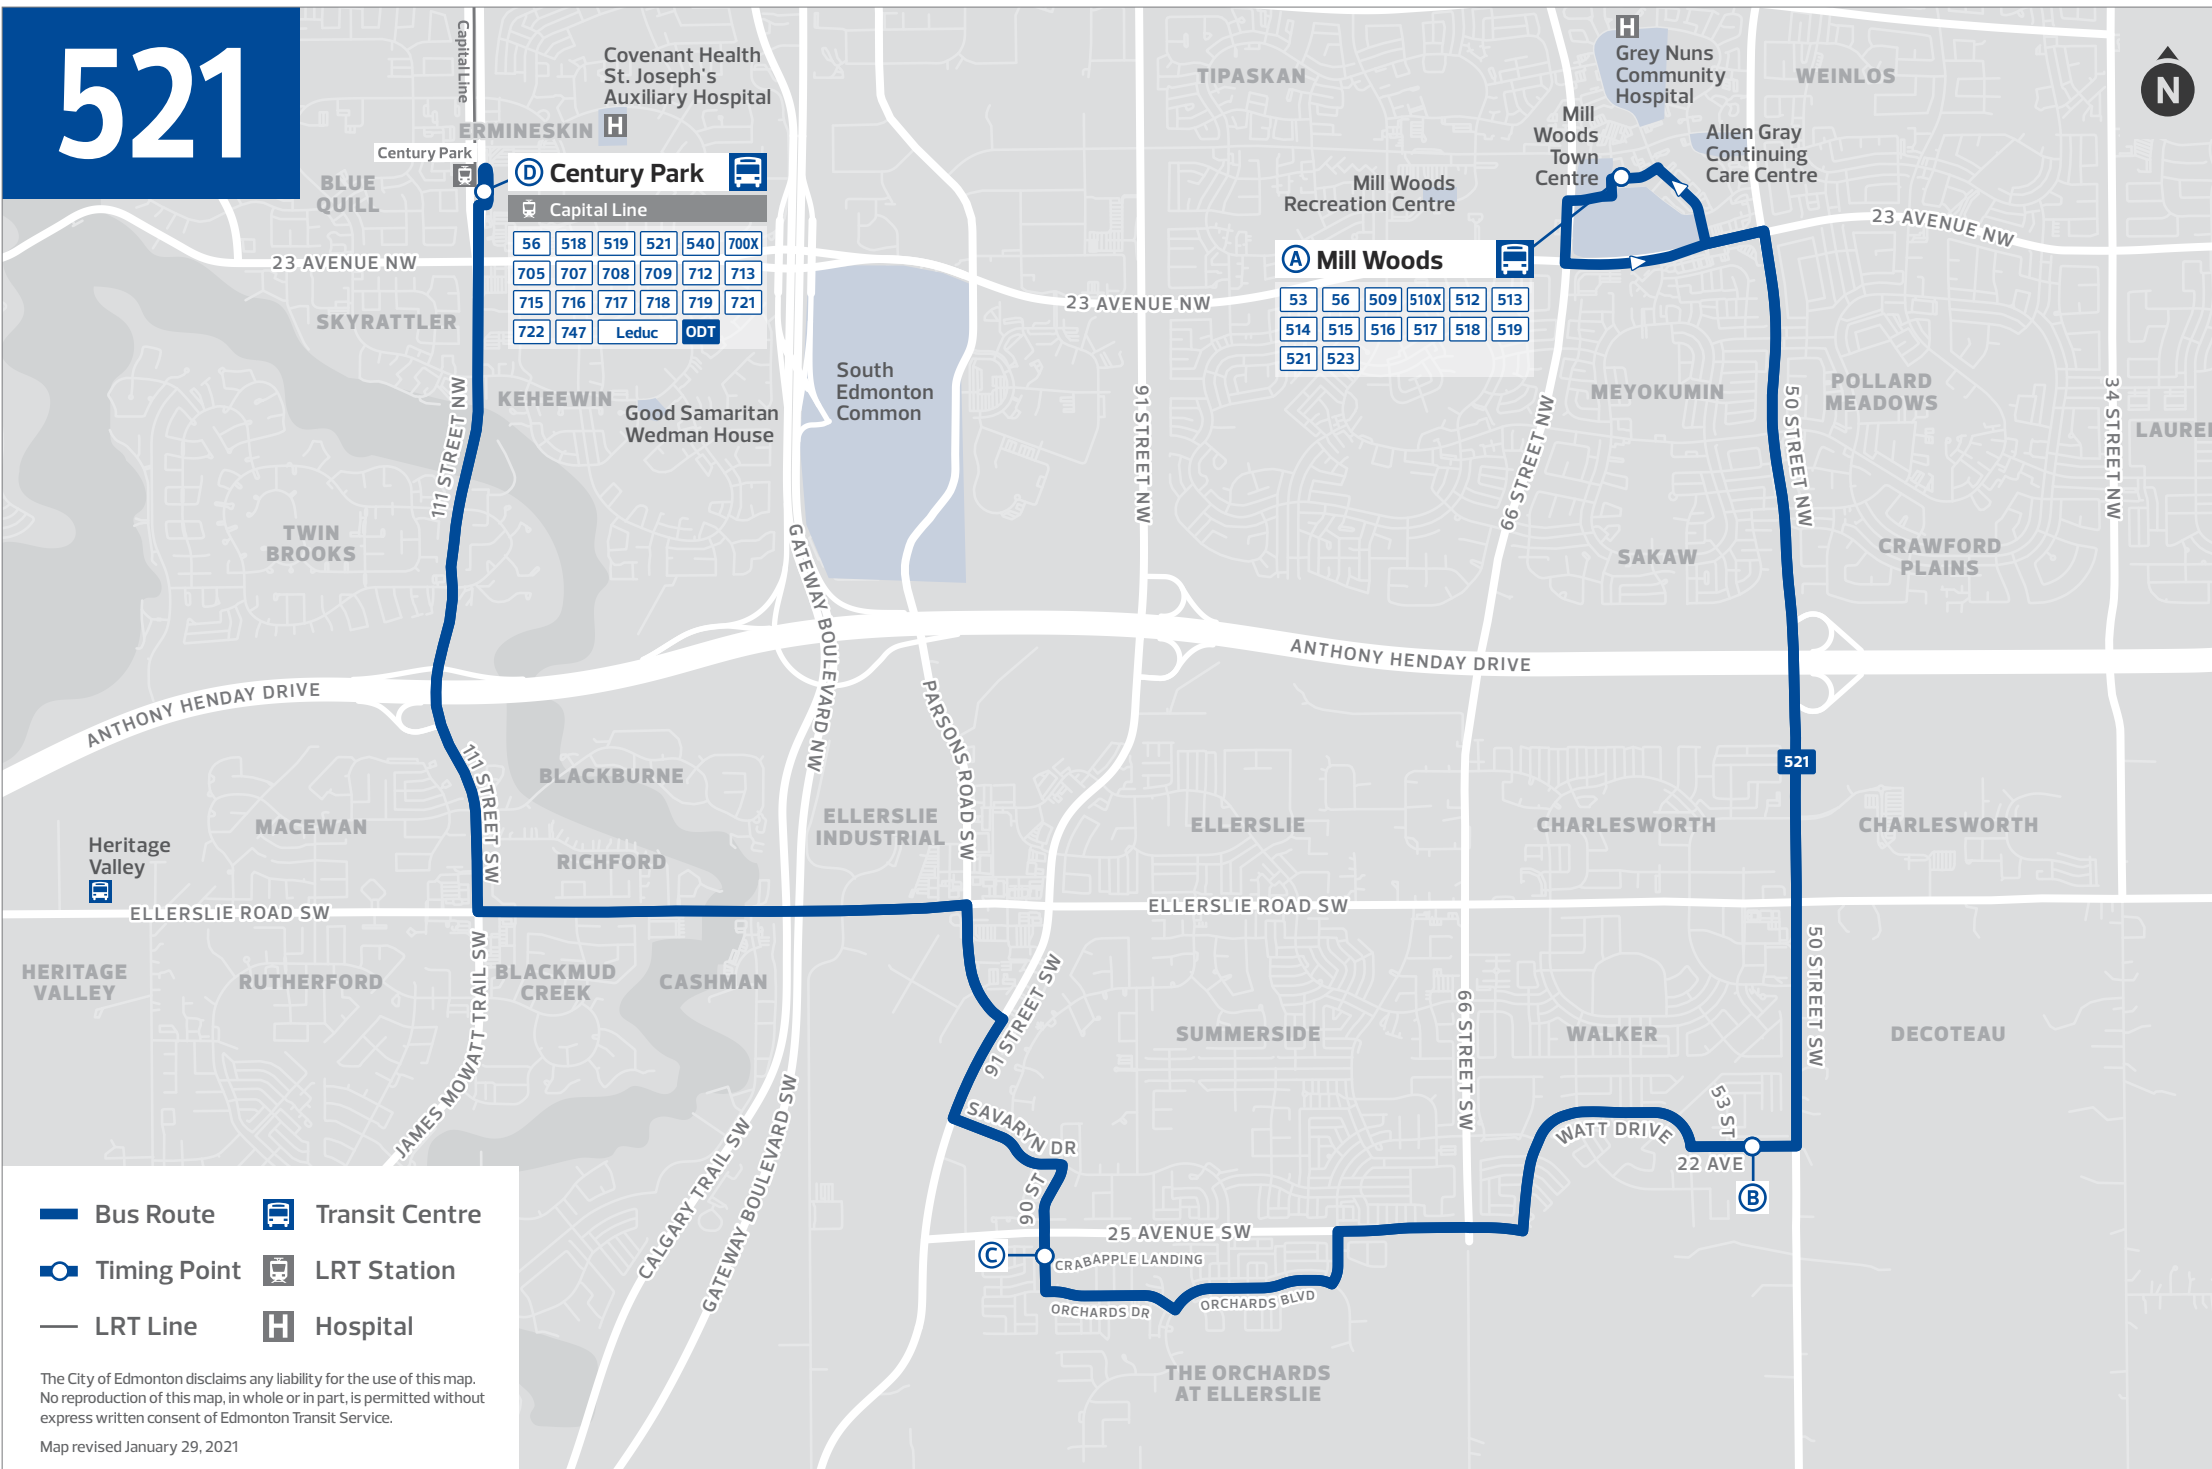 521
Capital Line
Covenant Health
St. Joseph's
Auxiliary Hospital
H
ERMINESKIN
Century Park
BLUE
QUILL
D Century Park
Capital Line
56 518 519 521 540 700X
705 707 708 709 712 713
715 716 717 718 719 721
722 747 Leduc ODT
23 AVENUE NW
SKYRATTLER
KEHEEWIN
Good Samaritan
Wedman House
111 STREET NW
TWIN
BROOKS
South
Edmonton
Common
23 AVENUE NW
TIPASKAN
H
Grey Nuns
Community
Hospital
WEINLOS
N
Mill
Woods
Town
Centre
Allen Gray
Continuing
Care Centre
Mill Woods
Recreation Centre
A Mill Woods
53 56 509 510X 512 513
514 515 516 517 518 519
521 523
23 AVENUE NW
91 STREET NW
66 STREET NW
MEYOKUMIN
50 STREET NW
POLLARD
MEADOWS
34 STREET NW
LAUREL
SAKAW
CRAWFORD
PLAINS
GATEWAY BOULEVARD NW
ANTHONY HENDAY DRIVE
ANTHONY HENDAY DRIVE
PARSONS ROAD SW
111 STREET SW
BLACKBURNE
MACEWAN
RICHFORD
ELLERSLIE
INDUSTRIAL
ELLERSLIE
CHARLESWORTH
521
CHARLESWORTH
Heritage
Valley
ELLERSLIE ROAD SW
ELLERSLIE ROAD SW
HERITAGE
VALLEY
RUTHERFORD
JAMES MOWATT TRAIL SW
BLACKMUD
CREEK
CASHMAN
91 STREET SW
SUMMERSIDE
66 STREET SW
WALKER
50 STREET SW
DECOTEAU
SAVARYN DR
90 ST
53 ST
WATT DRIVE
22 AVE
B
CALGARY TRAIL SW
GATEWAY BOULEVARD SW
25 AVENUE SW
C
CRABAPPLE LANDING
ORCHARDS DR
ORCHARDS BLVD
THE ORCHARDS
AT ELLERSLIE
Bus Route
Transit Centre
Timing Point
LRT Station
LRT Line
H Hospital
The City of Edmonton disclaims any liability for the use of this map.
No reproduction of this map, in whole or in part, is permitted without
express written consent of Edmonton Transit Service.
Map revised January 29, 2021